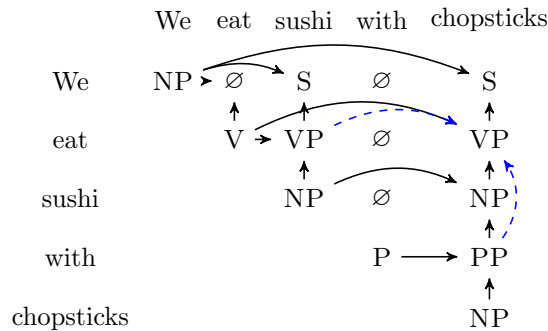 We eat sushi with chopsticks
We NP ∅ S ∅ S
eat V VP ∅ VP
sushi NP ∅ NP
with P PP
chopsticks NP